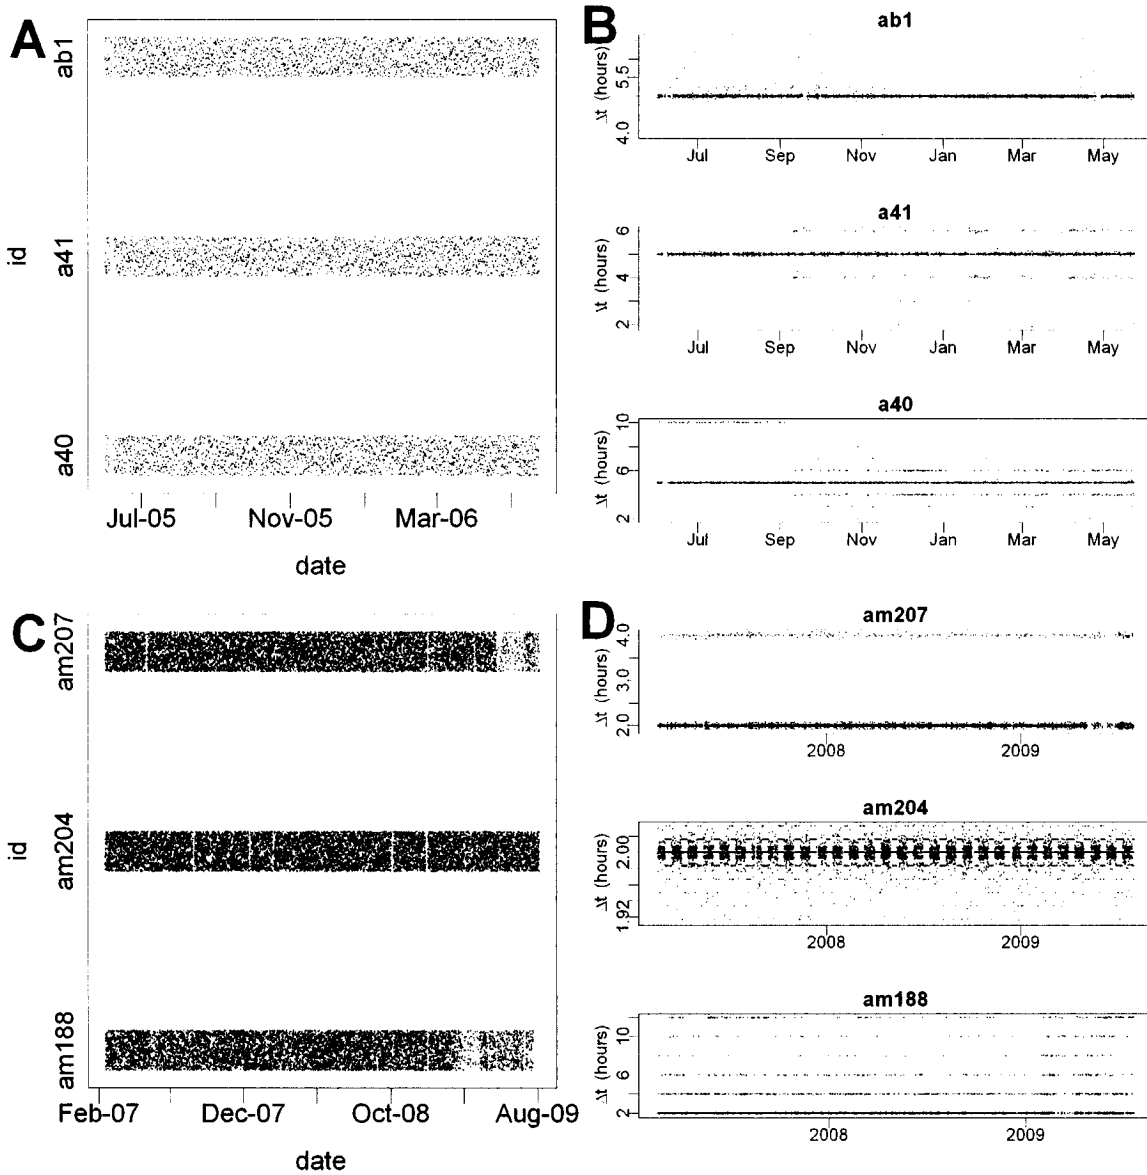 A
ab1
a41
a40
id
Jul-05 Nov-05 Mar-06
date
B
ab1
Δt (hours)
5.5
4.0
Jul Sep Nov Jan Mar May
a41
Δt (hours)
6
4
2
Jul Sep Nov Jan Mar May
a40
Δt (hours)
10
6
2
Jul Sep Nov Jan Mar May
C
am207
am204
am188
id
Feb-07 Dec-07 Oct-08 Aug-09
date
D
am207
Δt (hours)
4.0
3.0
2.0
2008 2009
am204
Δt (hours)
2.00
1.92
2008 2009
am188
Δt (hours)
10
6
2
2008 2009